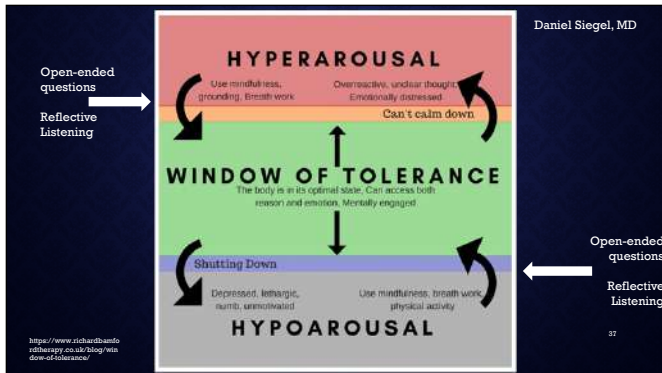 Daniel Siegel, MD
HYPERAROUSAL
Open-ended
questions
Reflective
Listening
Use mindfulness,
grounding, Breath work
Overreactive, unclear thought,
Emotionally distressed
Can't calm down
WINDOW OF TOLERANCE
The body is in its optimal state, Can access both
reason and emotion, Mentally engaged
Shutting Down
Open-ended
questions
Reflective
Listening
Depressed, lethargic,
numb, unmotivated
Use mindfulness, breath work,
physical activity
HYPOAROUSAL
https://www.richardbamfo
rdtherapy.co.uk/blog/win
dow-of-tolerance/
37